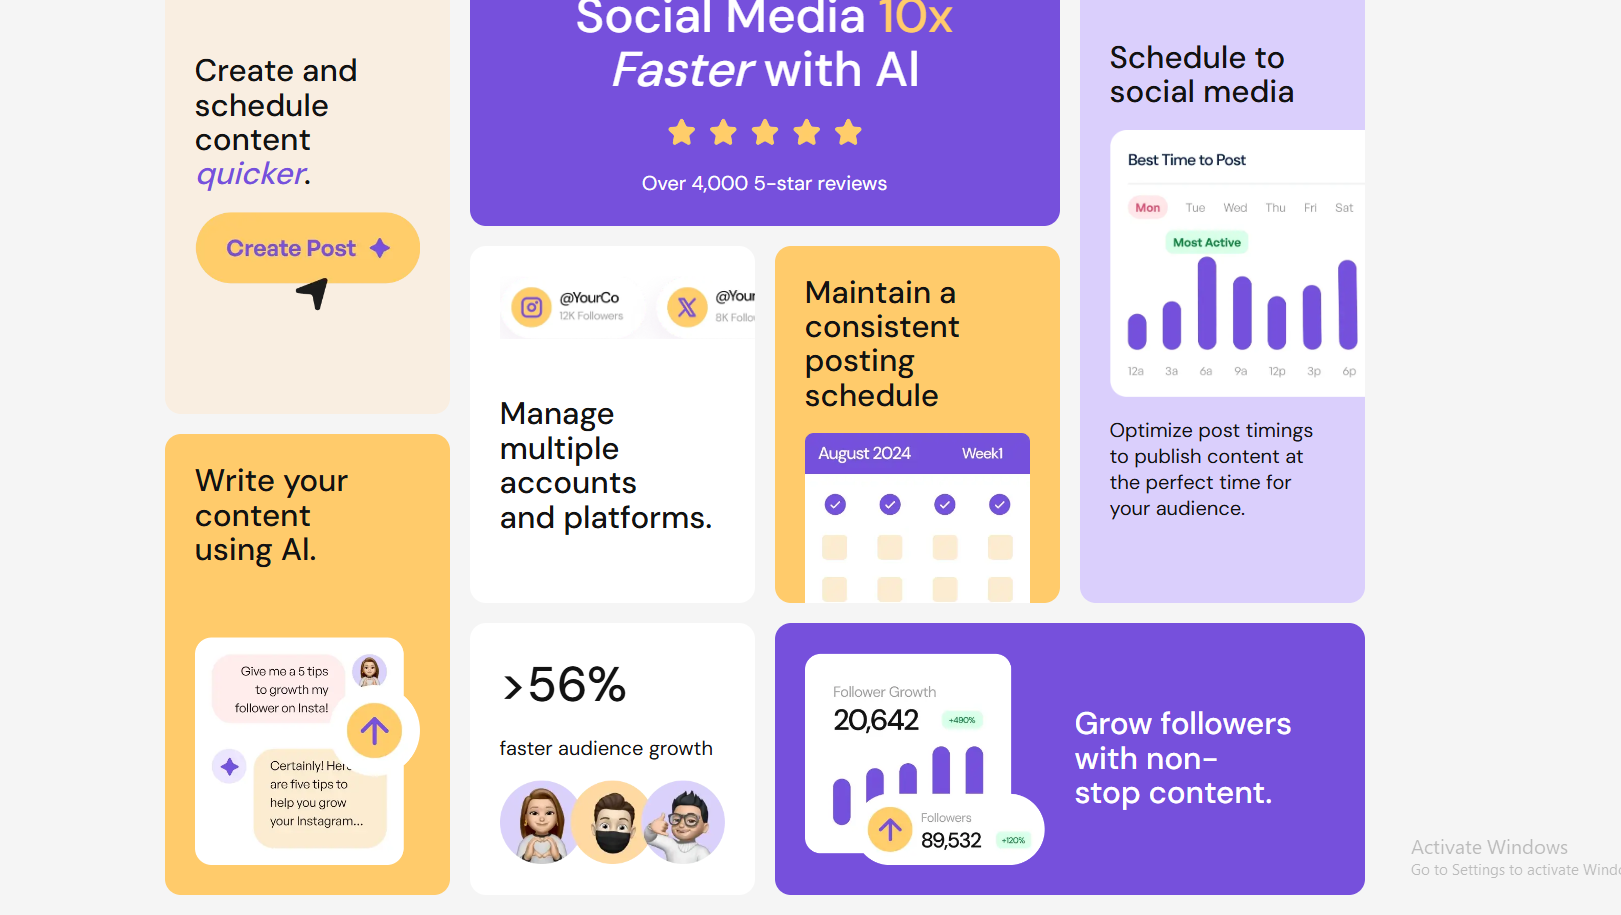 Create and
schedule
content
quicker.
Create Post
Write your
content
using AI.
Give me a 5 tips
to growth my
follower on Insta!
Certainly! Here
are five tips to
help you grow
your Instagram...
Social Media 10x
Faster with AI
Over 4,000 5-star reviews
@YourCo
12K Followers
@Your
8K Follo
Manage
multiple
accounts
and platforms.
Maintain a
consistent
posting
schedule
August 2024 Week1
>56%
faster audience growth
Schedule to
social media
Best Time to Post
Mon Tue Wed Thu Fri Sat
Most Active
12a 3a 6a 9a 12p 3p 6p
Optimize post timings
to publish content at
the perfect time for
your audience.
Follower Growth
20,642 +490%
Followers
89,532 +120%
Grow followers
with non-
stop content.
Activate Windows
Go to Settings to activate Windo